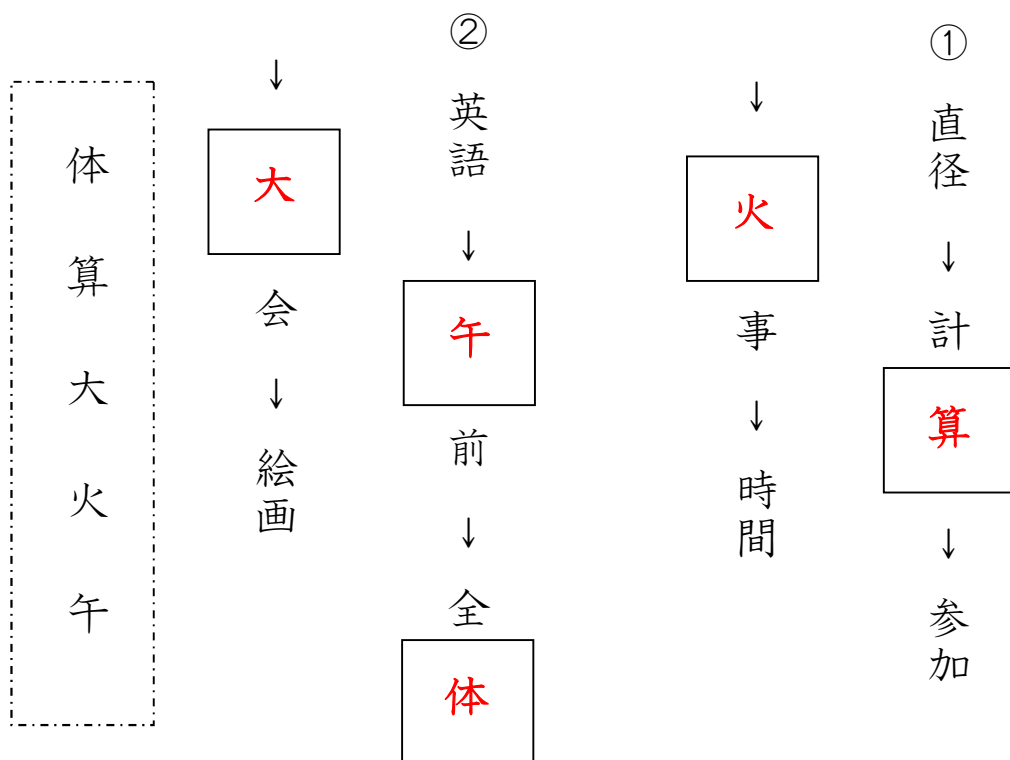 ① 直径 ↓ 計算 ↓ 参加
↓ 火事 ↓ 時間
② 英語 ↓ 午前 ↓ 全体
↓ 大会 ↓ 絵画
体 算 大 火 午